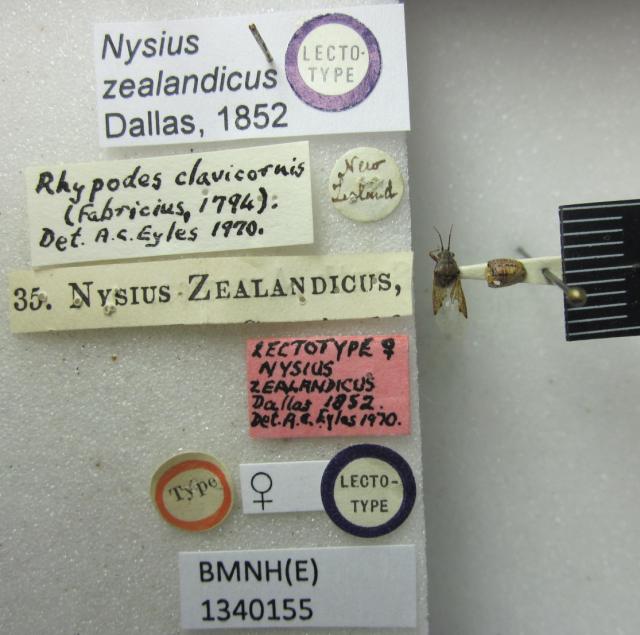 Nysius
zealandicus
Dallas, 1852
LECTO-
TYPE
Rhypodes clavicornis
(Fabricius, 1794):
Det. A.C. Eyles 1970.
New
Zealand
35. NYSIUS ZEALANDICUS,
LECTOTYPE ♀
NYSIUS
ZEALANDICUS
Dallas 1852.
Det. A.C. Eyles 1970.
Type
♀
LECTO-
TYPE
BMNH(E)
1340155